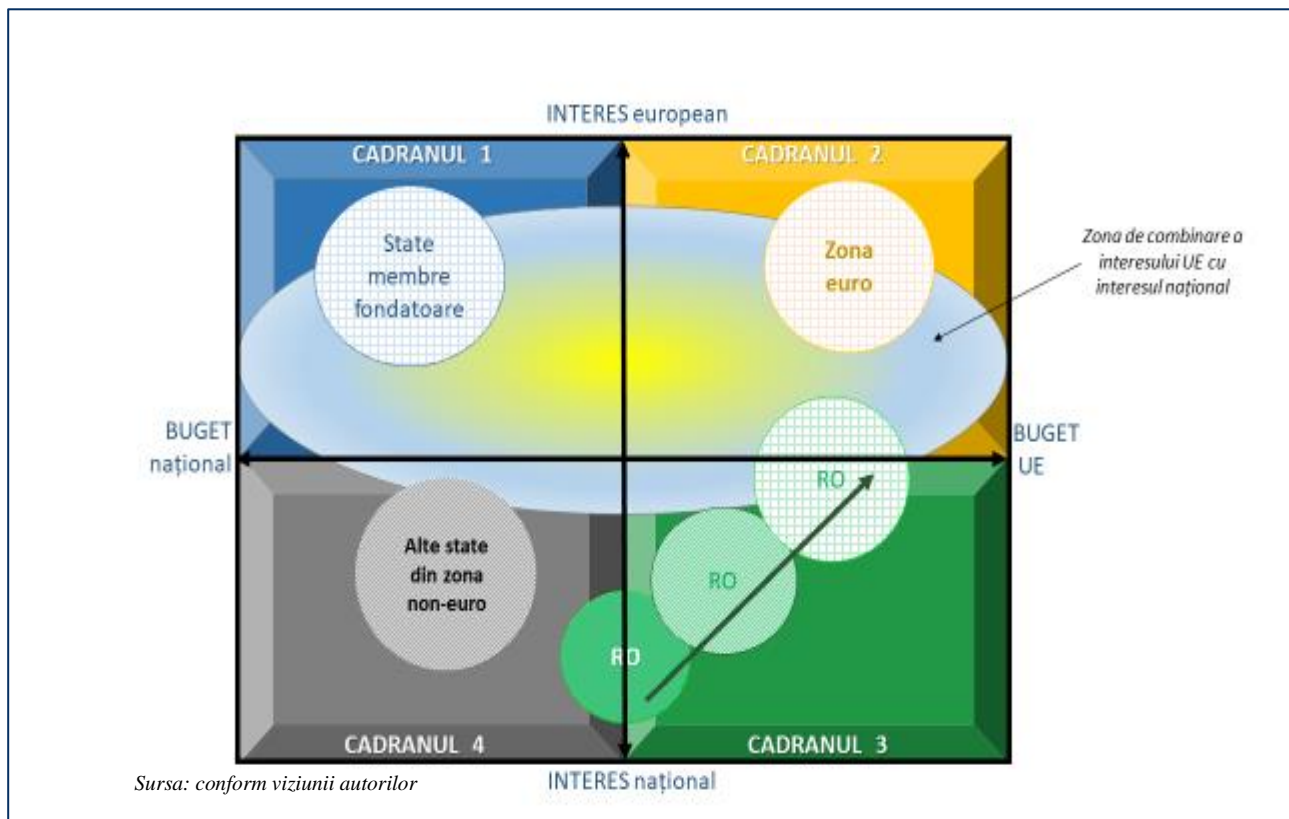 INTERES european
CADRANUL 1
CADRANUL 2
State
membre
fondatoare
Zona
euro
Zona de combinare a
interesului UE cu
interesul național
BUGET
național
BUGET
UE
RO
Alte state
din zona
non-euro
RO
RO
CADRANUL 4
CADRANUL 3
Sursa: conform viziunii autorilor
INTERES național